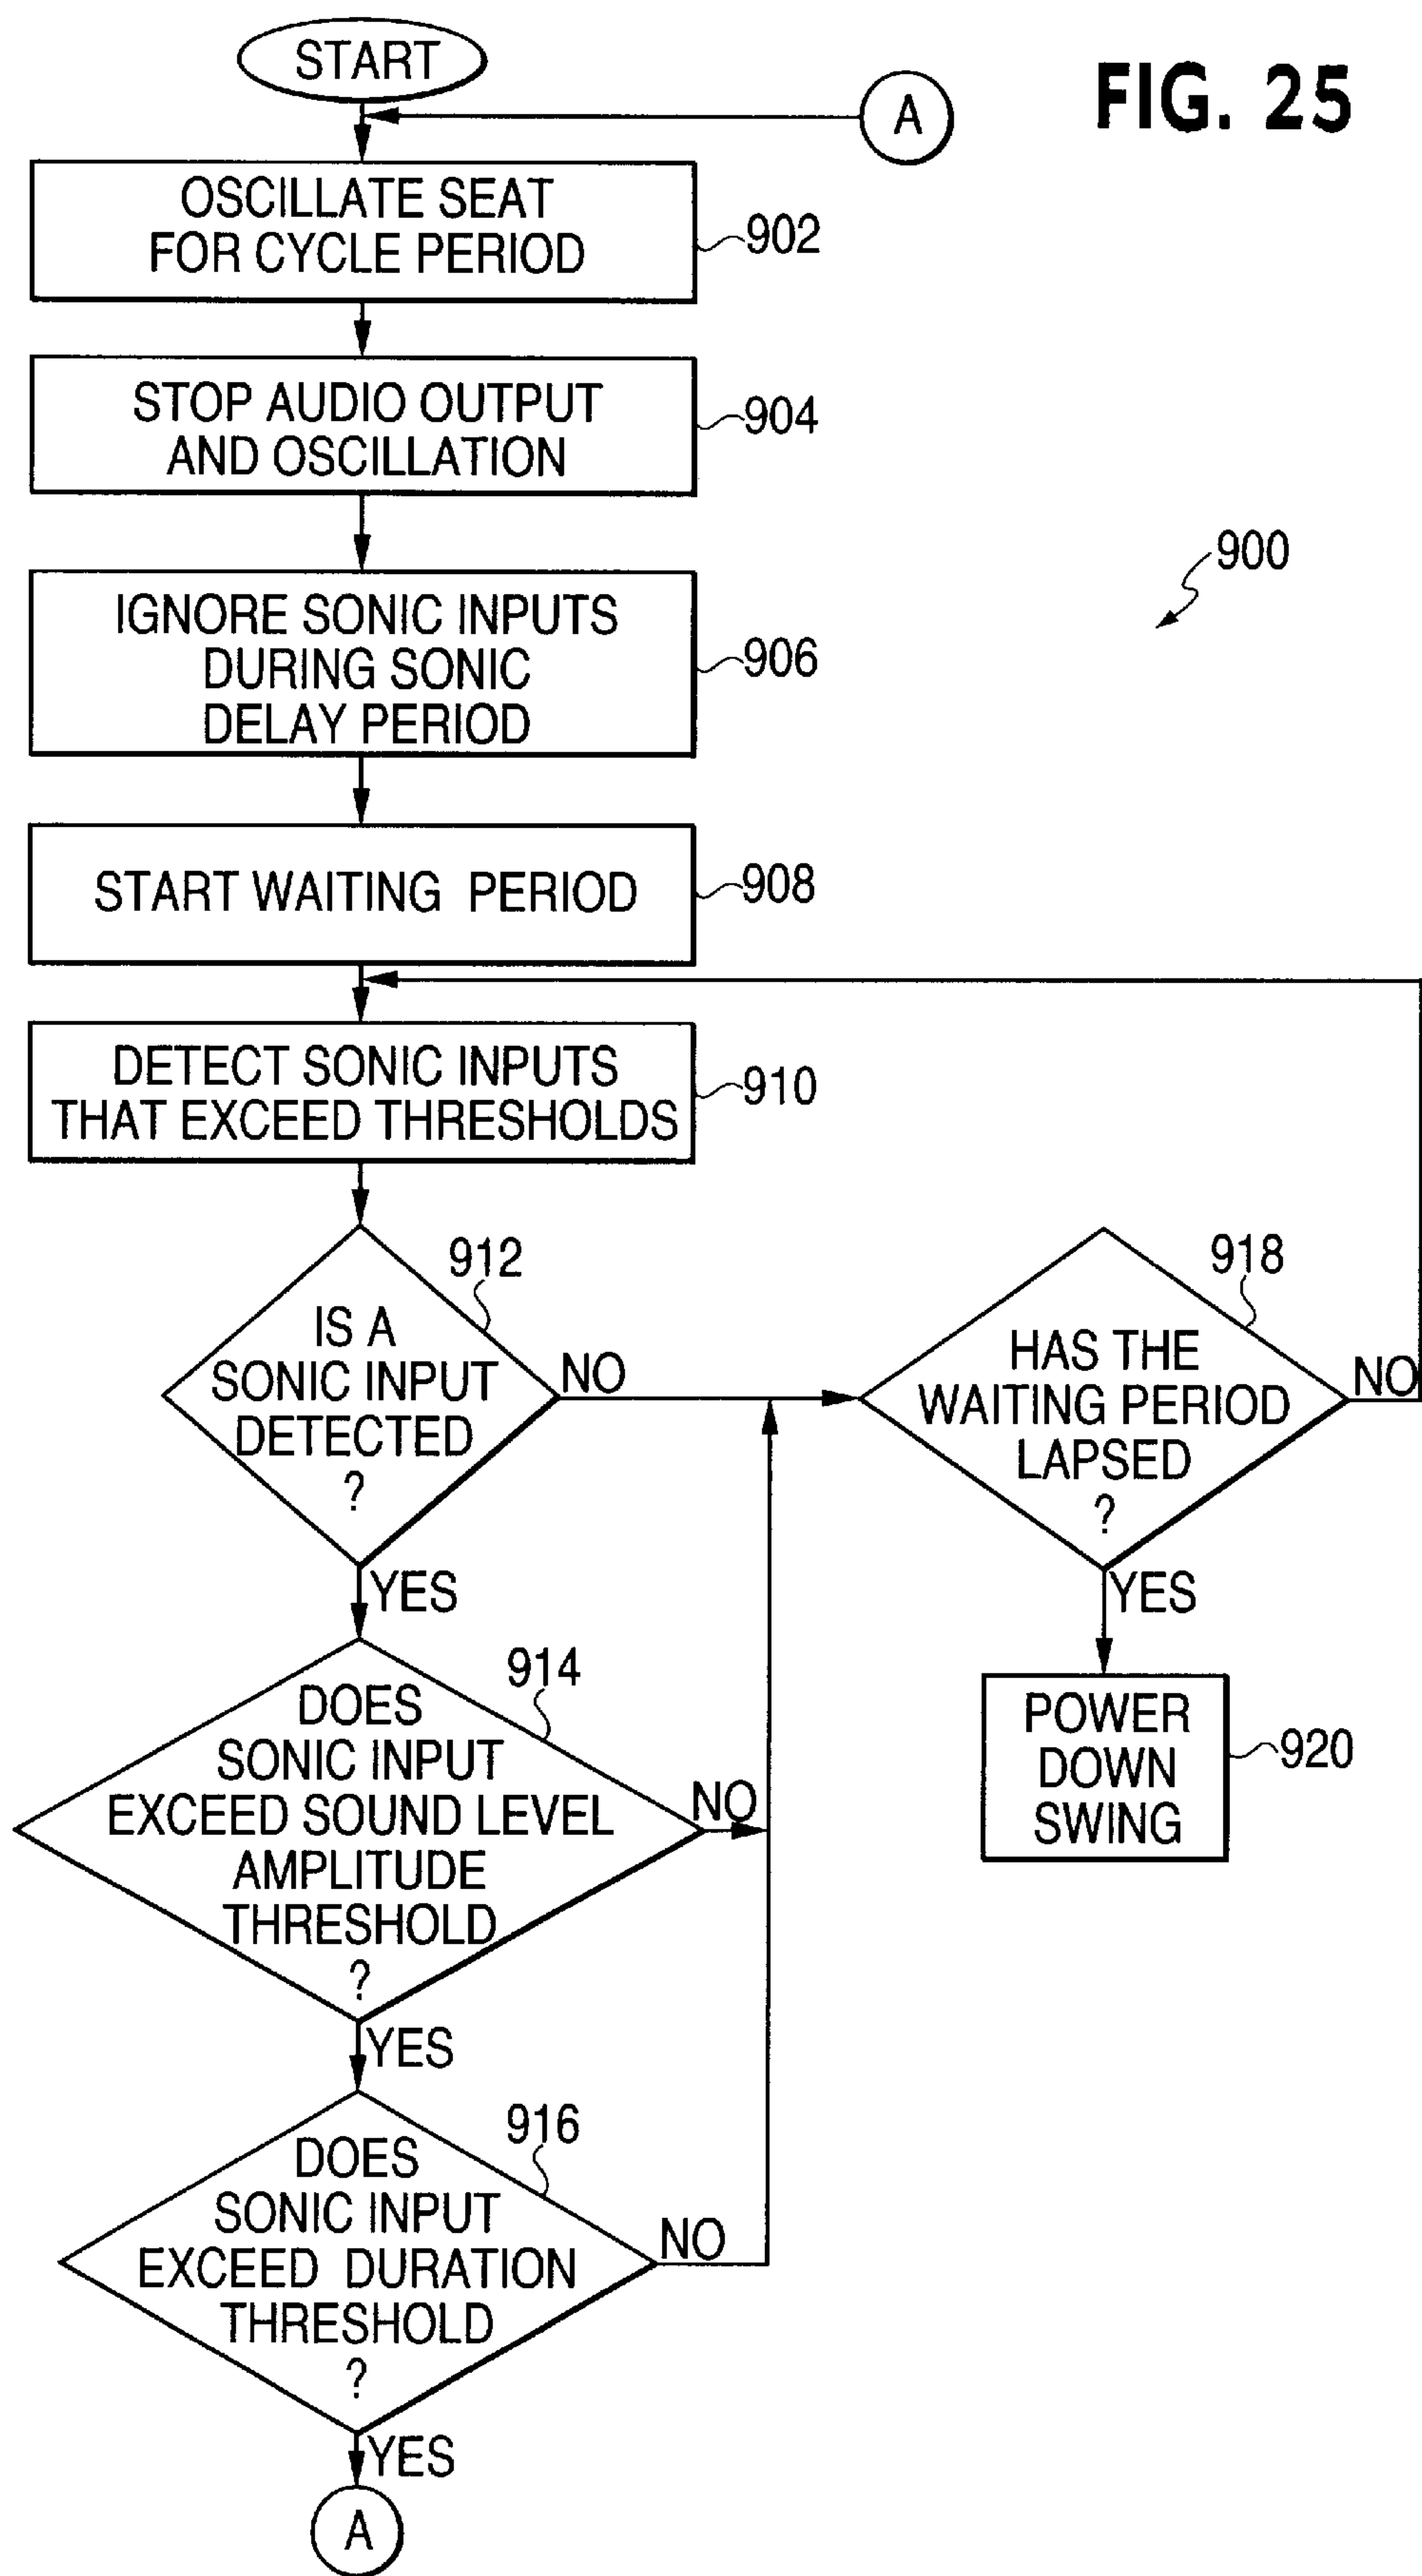 FIG. 25
START
A
OSCILLATE SEAT
FOR CYCLE PERIOD
902
STOP AUDIO OUTPUT
AND OSCILLATION
904
900
IGNORE SONIC INPUTS
DURING SONIC
DELAY PERIOD
906
START WAITING PERIOD
908
DETECT SONIC INPUTS
THAT EXCEED THRESHOLDS
910
912
IS A
SONIC INPUT
DETECTED
?
NO
YES
918
HAS THE
WAITING PERIOD
LAPSED
?
NO
YES
914
DOES
SONIC INPUT
EXCEED SOUND LEVEL
AMPLITUDE
THRESHOLD
?
NO
YES
POWER
DOWN
SWING
920
916
DOES
SONIC INPUT
EXCEED DURATION
THRESHOLD
?
NO
YES
A